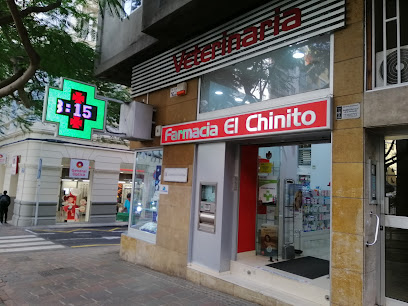 Veterinaria
3:15
Farmacia El Chinito